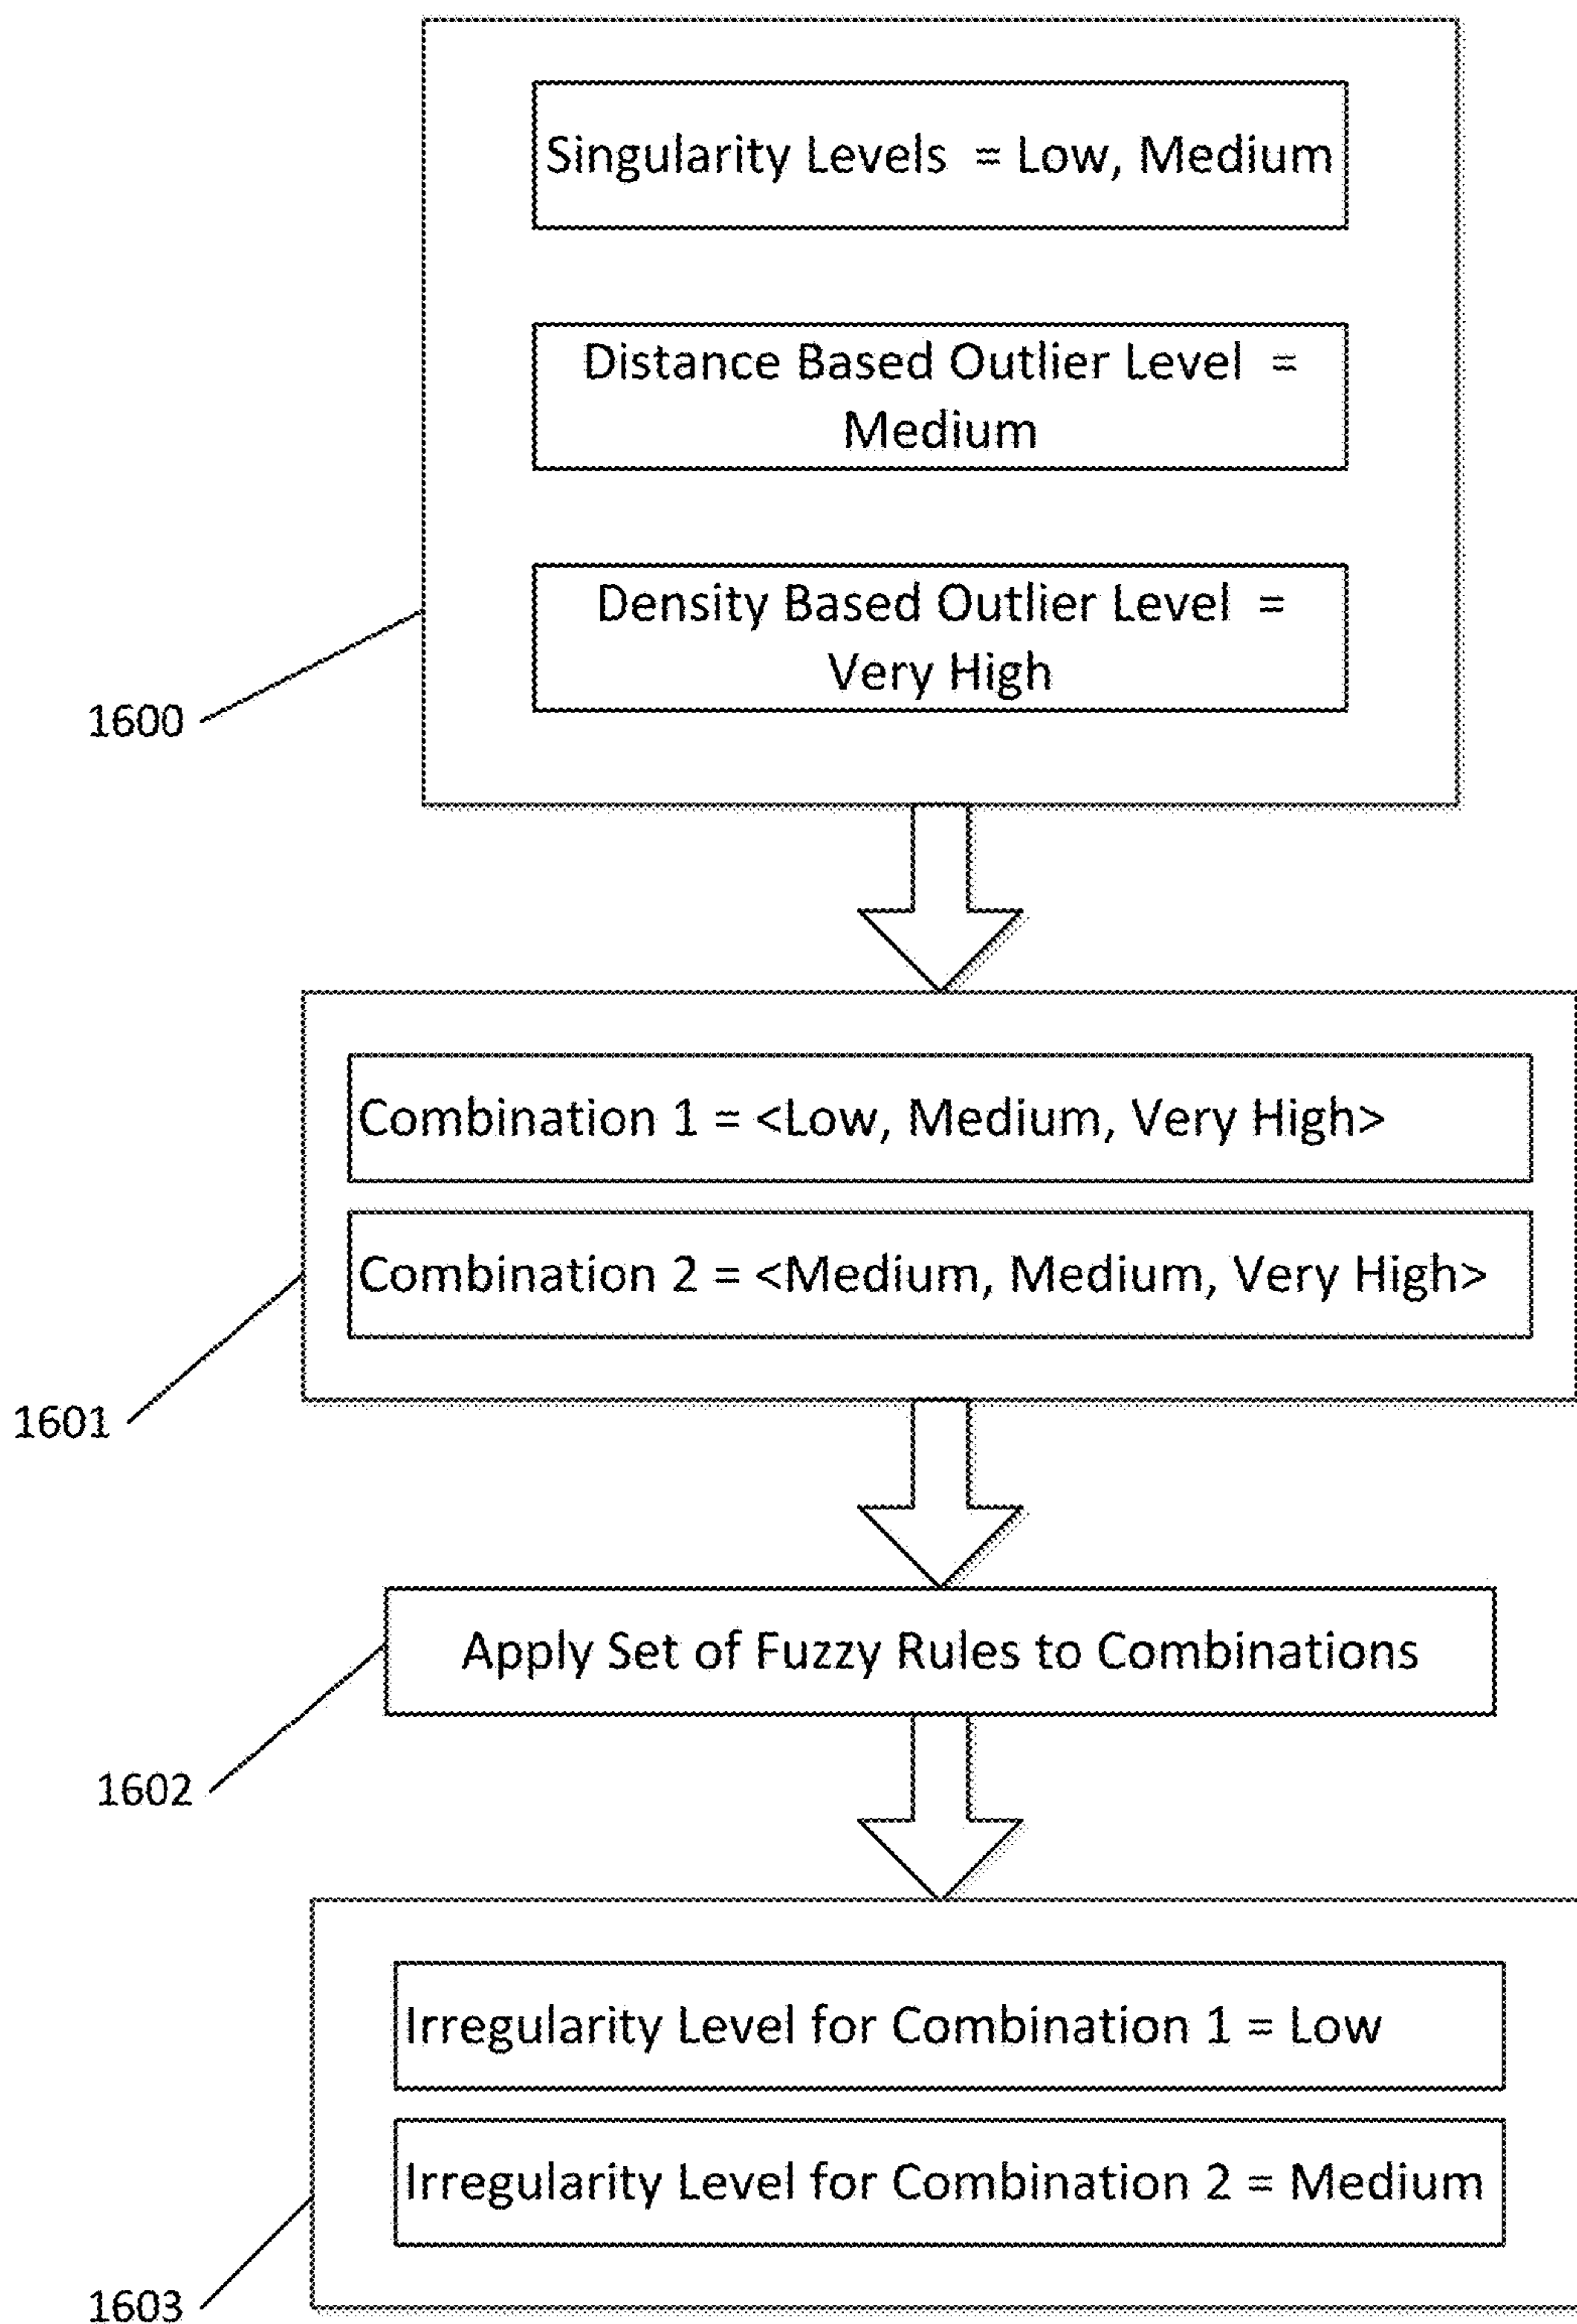 Singularity Levels = Low, Medium
Distance Based Outlier Level =
Medium
Density Based Outlier Level =
Very High
1600
Combination 1 = <Low, Medium, Very High>
Combination 2 = <Medium, Medium, Very High>
1601
Apply Set of Fuzzy Rules to Combinations
1602
Irregularity Level for Combination 1 = Low
Irregularity Level for Combination 2 = Medium
1603